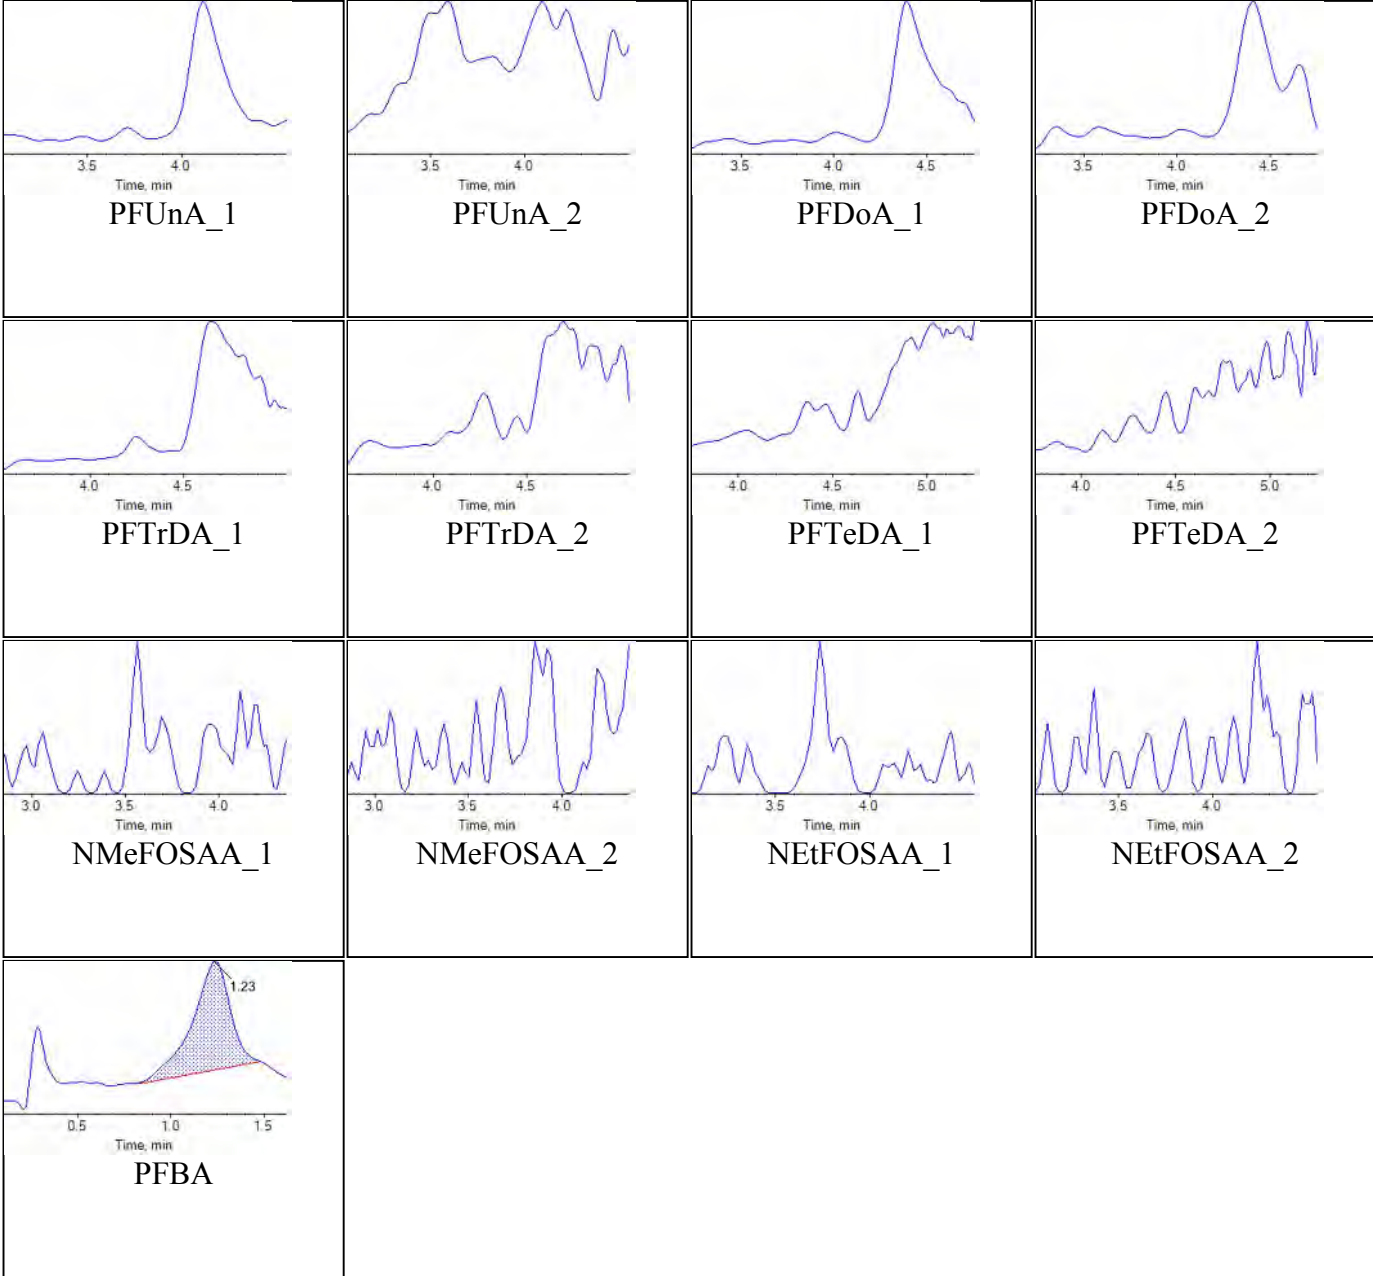 3.5 4.0
Time, min
PFUnA_1
3.5 4.0
Time, min
PFUnA_2
3.5 4.0 4.5
Time, min
PFDoA_1
3.5 4.0 4.5
Time, min
PFDoA_2
4.0 4.5
Time, min
PFTrDA_1
4.0 4.5
Time, min
PFTrDA_2
4.0 4.5 5.0
Time, min
PFTeDA_1
4.0 4.5 5.0
Time, min
PFTeDA_2
3.0 3.5 4.0
Time, min
NMeFOSAA_1
3.0 3.5 4.0
Time, min
NMeFOSAA_2
3.5 4.0
Time, min
NEtFOSAA_1
3.5 4.0
Time, min
NEtFOSAA_2
1.23
0.5 1.0 1.5
Time, min
PFBA